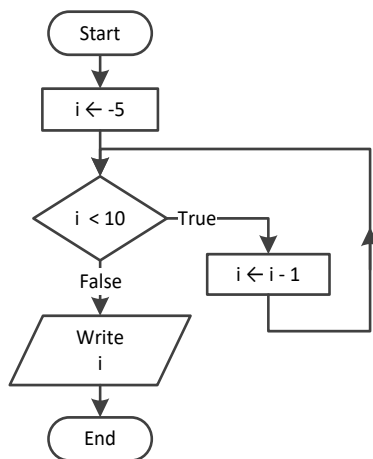 Start
i ← -5
i < 10
True
i ← i - 1
False
Write
i
End